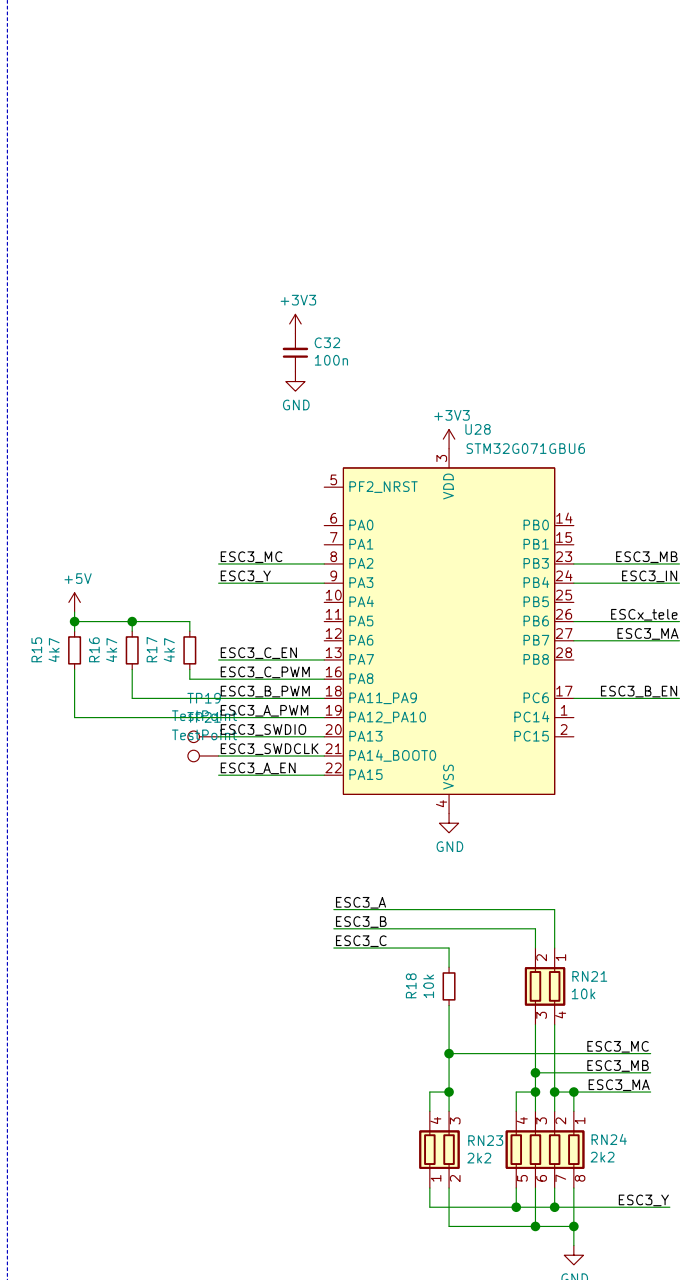 +3V3
C32
100n
GND
+3V3
U28
STM32G071GBU6
3
VDD
5 PF2_NRST
6 PA0 PB0 14
7 PA1 PB1 15
ESC3_MC 8 PA2 PB3 23 ESC3_MB
ESC3_Y 9 PA3 PB4 24 ESC3_IN
+5V
10 PA4 PB5 25
11 PA5 PB6 26 ESCx_tele
12 PA6 PB7 27 ESC3_MA
R15 4k7 R16 4k7 R17 4k7
ESC3_C_EN 13 PA7 PB8 28
ESC3_C_PWM 16 PA8
TP19
ESC3_B_PWM 18 PA11_PA9 PC6 17 ESC3_B_EN
TestPoint
ESC3_A_PWM 19 PA12_PA10 PC14 1
TP21
TestPoint
ESC3_SWDIO 20 PA13 PC15 2
ESC3_SWDCLK 21 PA14_BOOT0
ESC3_A_EN 22 PA15
VSS
4
GND
ESC3_A
ESC3_B
ESC3_C
2 1
R18 10k
RN21
10k
3 4
ESC3_MC
ESC3_MB
ESC3_MA
4 3 4 3 2 1
RN23
2k2
RN24
2k2
1 2 5 6 7 8
ESC3_Y
GND